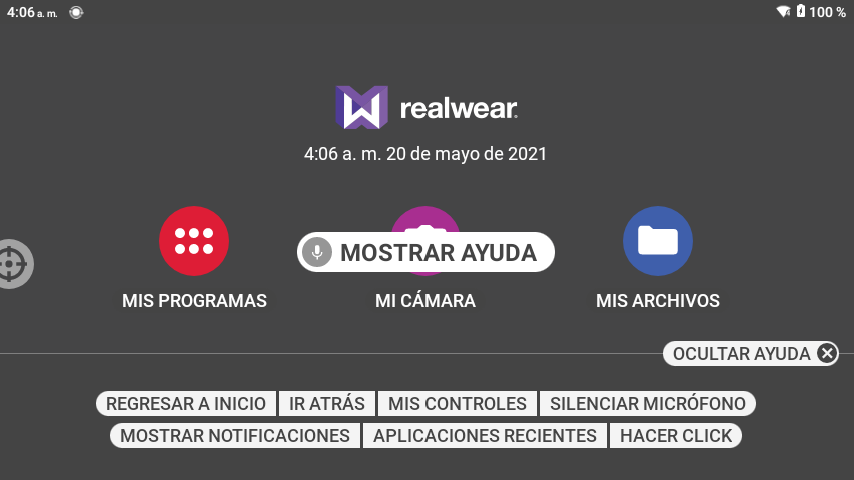 4:06 a. m.
100 %
realwear
4:06 a. m. 20 de mayo de 2021
MOSTRAR AYUDA
MIS PROGRAMAS
MI CÁMARA
MIS ARCHIVOS
OCULTAR AYUDA
REGRESAR A INICIO
IR ATRÁS
MIS CONTROLES
SILENCIAR MICRÓFONO
MOSTRAR NOTIFICACIONES
APLICACIONES RECIENTES
HACER CLICK